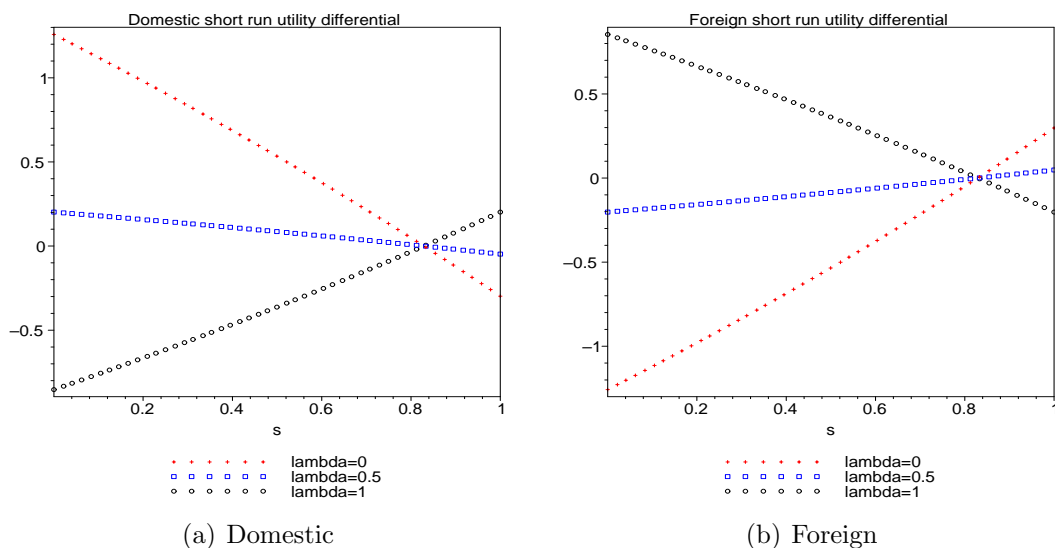 Domestic short run utility differential
1
0.5
0
–0.5
0.2
0.4
0.6
0.8
1
s
lambda=0
lambda=0.5
lambda=1
(a) Domestic
Foreign short run utility differential
0.5
0
–0.5
–1
0.2
0.4
0.6
0.8
1
s
lambda=0
lambda=0.5
lambda=1
(b) Foreign